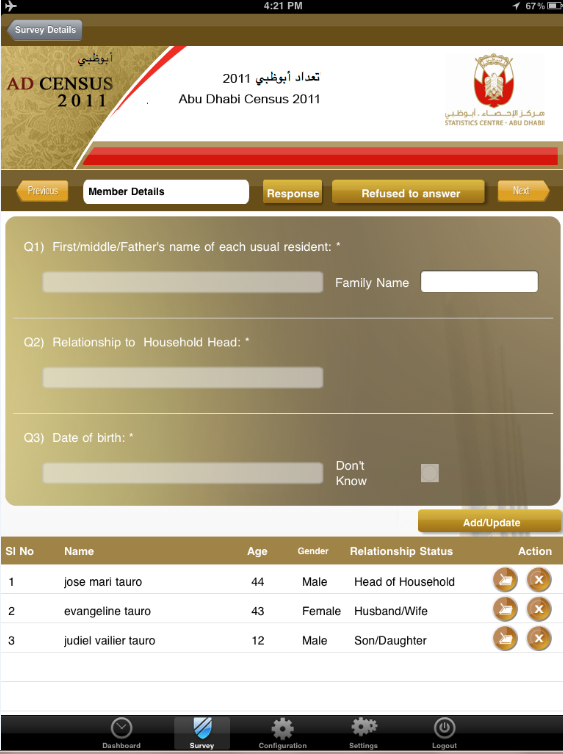 4:21 PM
67%
Survey Details
أبوظبي
AD CENSUS
2011
تعداد أبوظبي 2011
Abu Dhabi Census 2011
مركز الإحصاء - أبوظبي
STATISTICS CENTRE - ABU DHABI
Previous
Member Details
Response
Refused to answer
Next
Q1) First/middle/Father's name of each usual resident: *
Family Name
Q2) Relationship to Household Head: *
Q3) Date of birth: *
Don't
Know
Add/Update
SI No Name Age Gender Relationship Status Action
1 jose mari tauro 44 Male Head of Household
2 evangeline tauro 43 Female Husband/Wife
3 judiel vailier tauro 12 Male Son/Daughter
Dashboard Survey Configuration Settings Logout